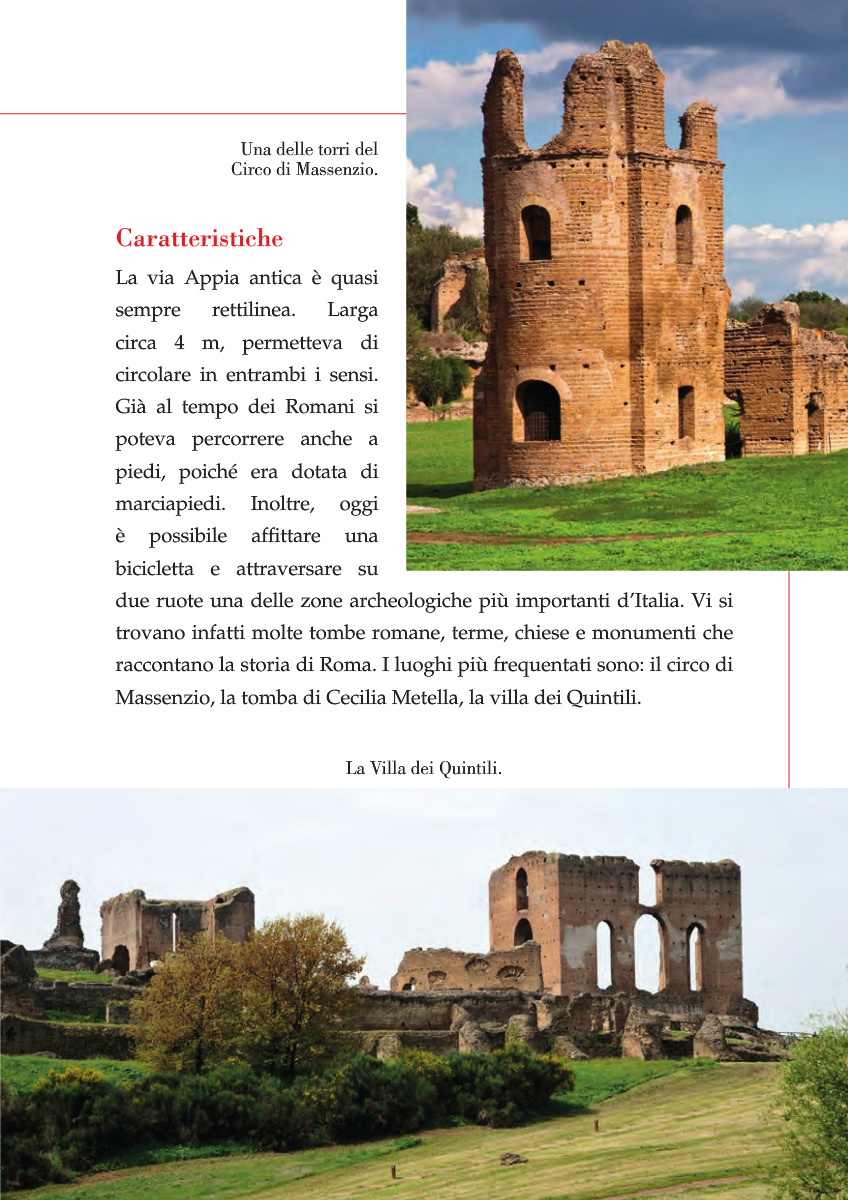 Una delle torri del
Circo di Massenzio.
Caratteristiche
La via Appia antica è quasi
sempre rettilinea. Larga
circa 4 m, permetteva di
circolare in entrambi i sensi.
Già al tempo dei Romani si
poteva percorrere anche a
piedi, poiché era dotata di
marciapiedi. Inoltre, oggi
è possibile affittare una
bicicletta e attraversare su
due ruote una delle zone archeologiche più importanti d’Italia. Vi si
trovano infatti molte tombe romane, terme, chiese e monumenti che
raccontano la storia di Roma. I luoghi più frequentati sono: il circo di
Massenzio, la tomba di Cecilia Metella, la villa dei Quintili.
La Villa dei Quintili.